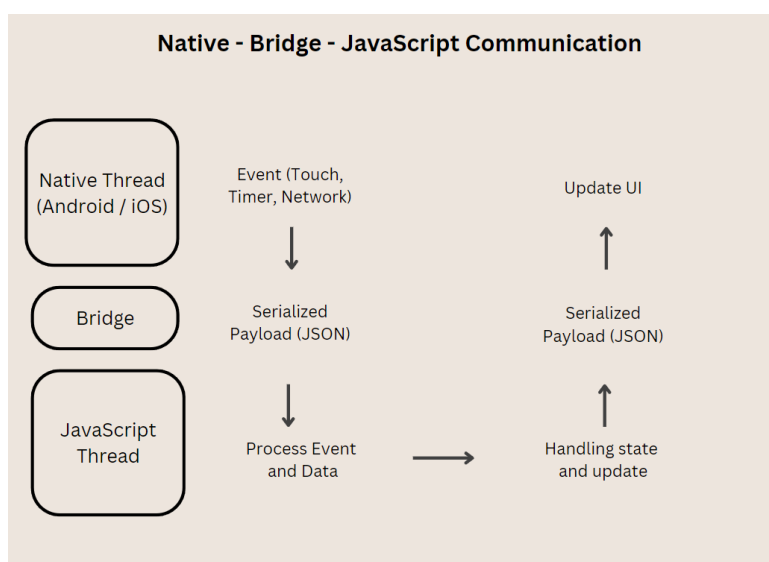 Native - Bridge - JavaScript Communication
Native Thread
(Android / iOS)
Event (Touch,
Timer, Network)
Update UI
Bridge
Serialized
Payload (JSON)
Serialized
Payload (JSON)
JavaScript
Thread
Process Event
and Data
Handling state
and update